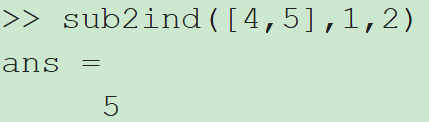 >> sub2ind([4,5],1,2)
ans =
5